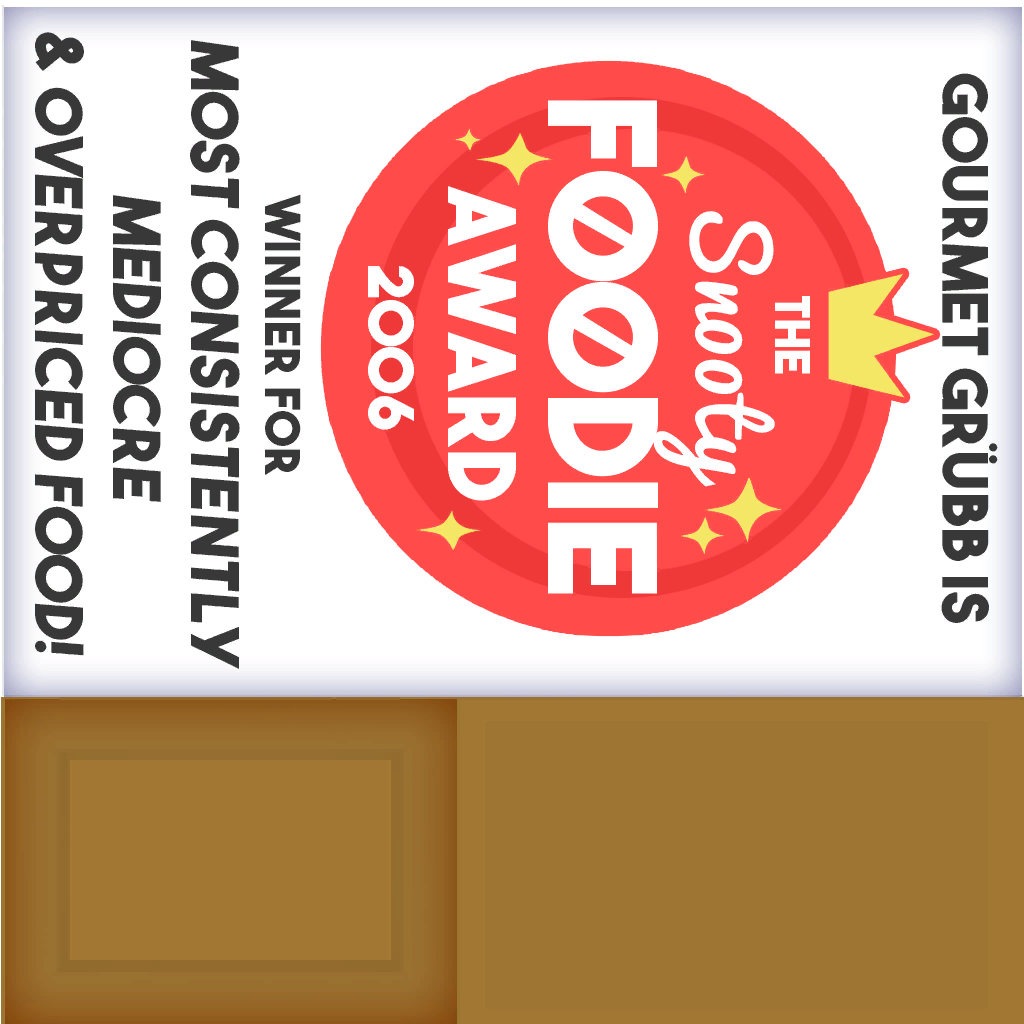 GOURMET GRÜBB IS
THE
Snooty
FOODIE
AWARD
2006
WINNER FOR
MOST CONSISTENTLY
MEDIOCRE
& OVERPRICED FOOD!